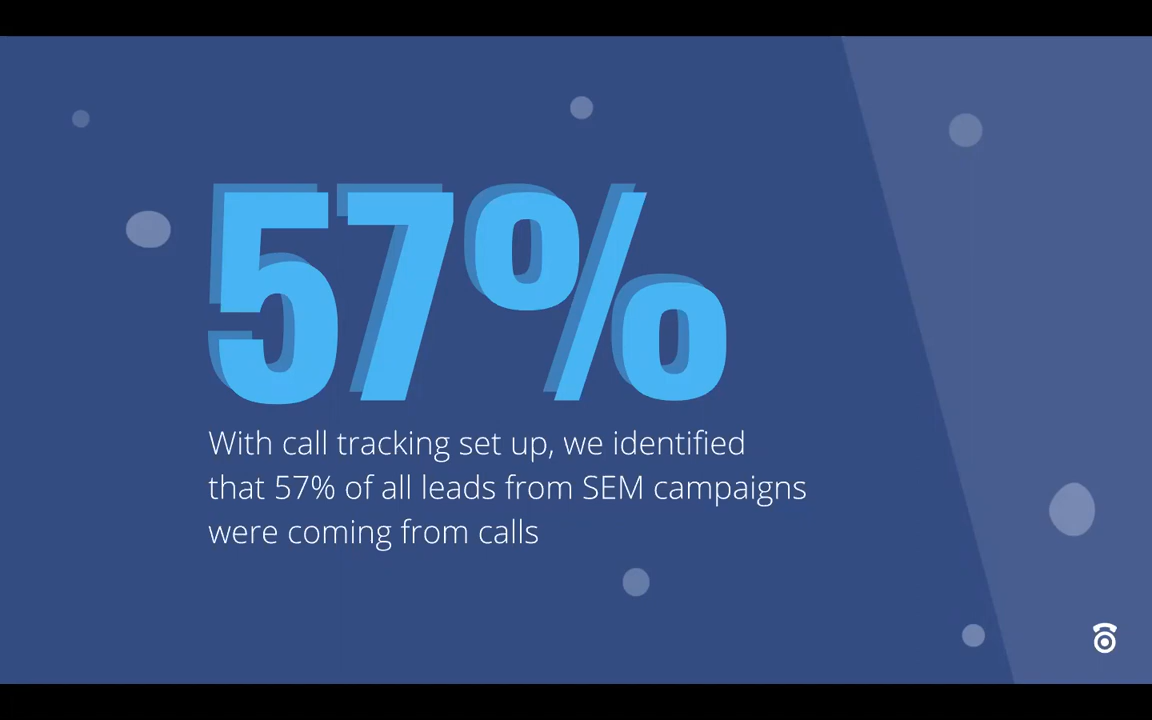 57%
With call tracking set up, we identified
that 57% of all leads from SEM campaigns
were coming from calls